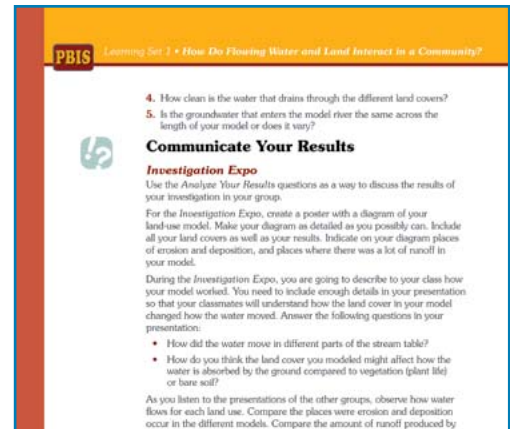 PBIS
Learning Set 1 • How Do Flowing Water and Land Interact in a Community?
4. How clean is the water that drains through the different land covers?
5. Is the groundwater that enters the model river the same across the
length of your model or does it vary?
!?
Communicate Your Results
Investigation Expo
Use the Analyze Your Results questions as a way to discuss the results of
your investigation in your group.
For the Investigation Expo, create a poster with a diagram of your
land-use model. Make your diagram as detailed as you possibly can. Include
all your land covers as well as your results. Indicate on your diagram places
of erosion and deposition, and places where there was a lot of runoff in
your model.
During the Investigation Expo, you are going to describe to your class how
your model worked. You need to include enough details in your presentation
so that your classmates will understand how the land cover in your model
changed how the water moved. Answer the following questions in your
presentation:
• How did the water move in different parts of the stream table?
• How do you think the land cover you modeled might affect how the
water is absorbed by the ground compared to vegetation (plant life)
or bare soil?
As you listen to the presentations of the other groups, observe how water
flows for each land use. Compare the places were erosion and deposition
occur in the different models. Compare the amount of runoff produced by